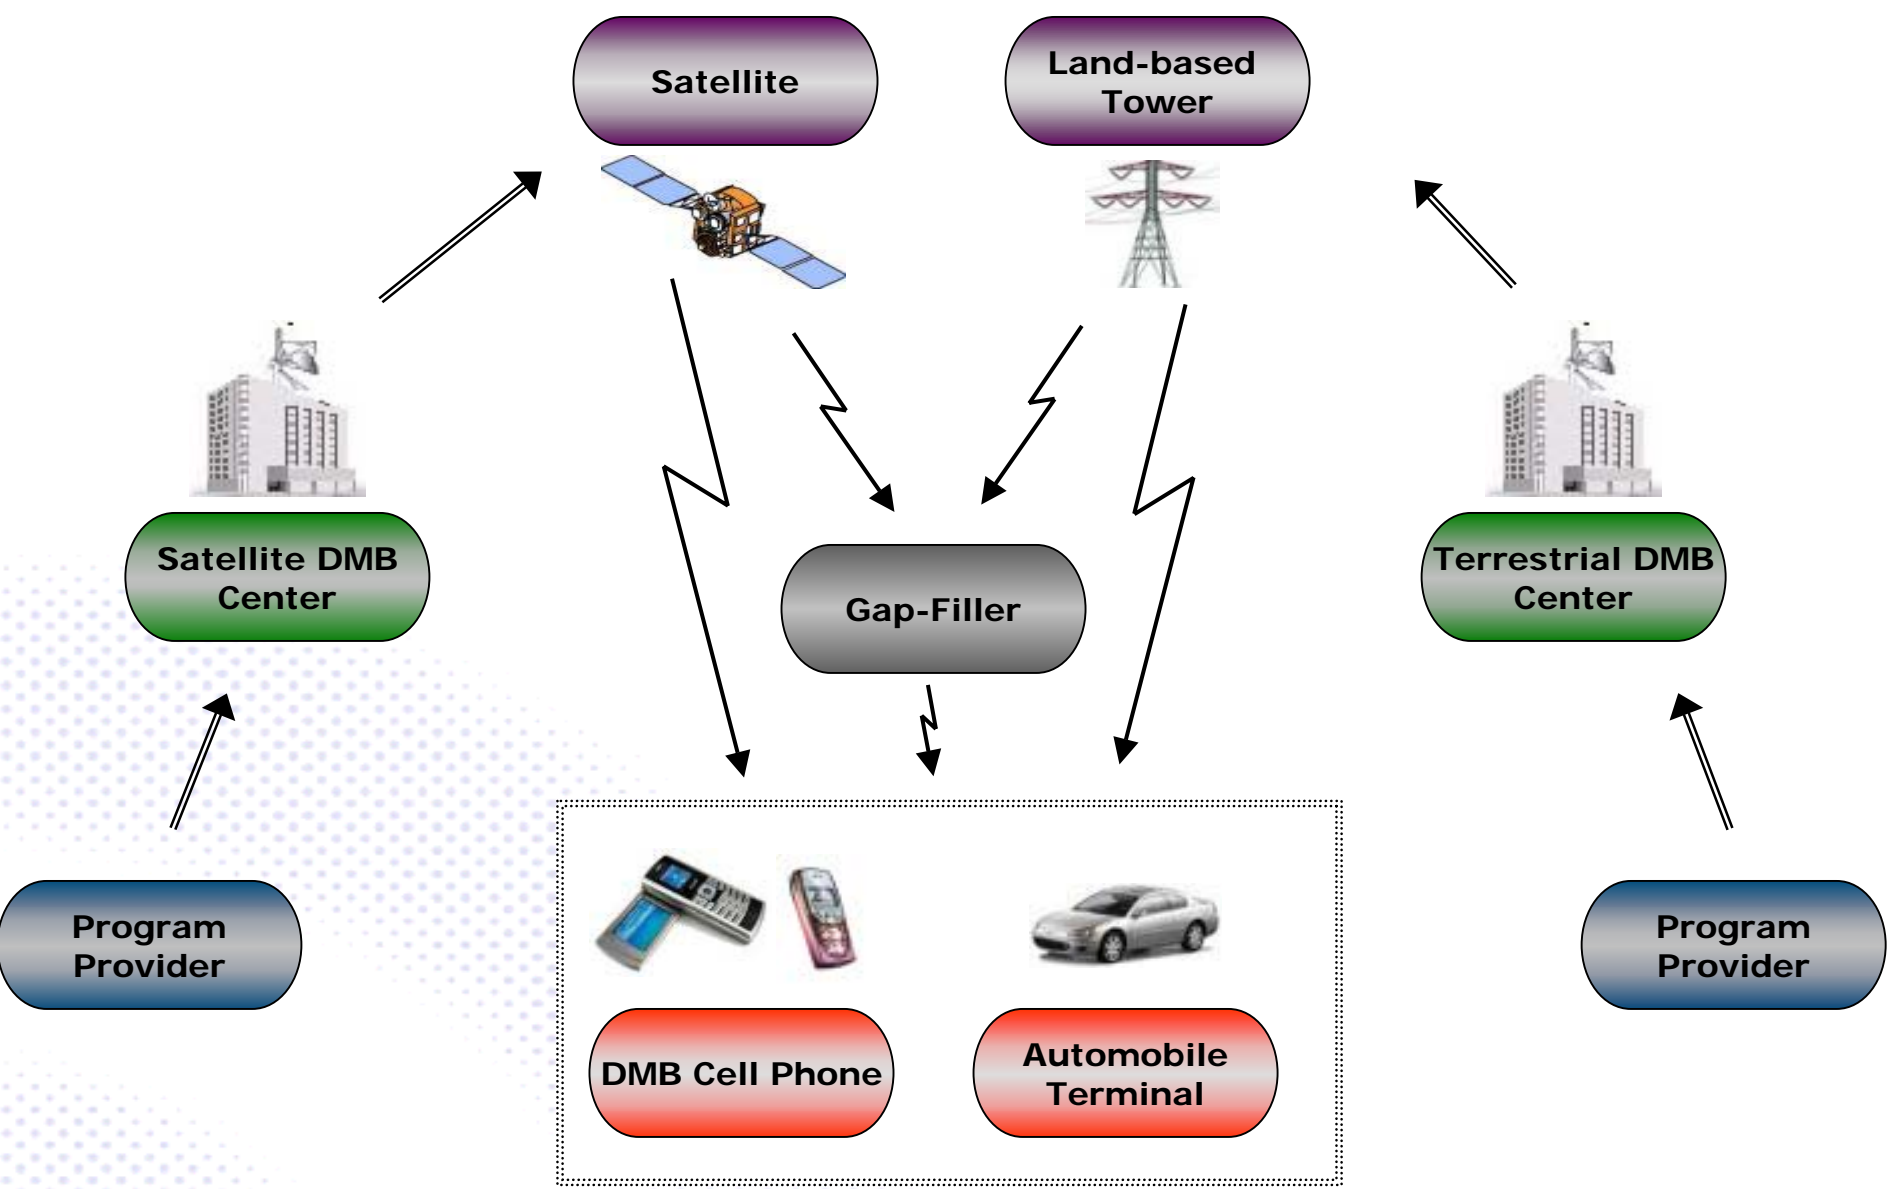 Satellite
Land-based
Tower
Satellite DMB
Center
Gap-Filler
Terrestrial DMB
Center
Program
Provider
Program
Provider
DMB Cell Phone
Automobile
Terminal